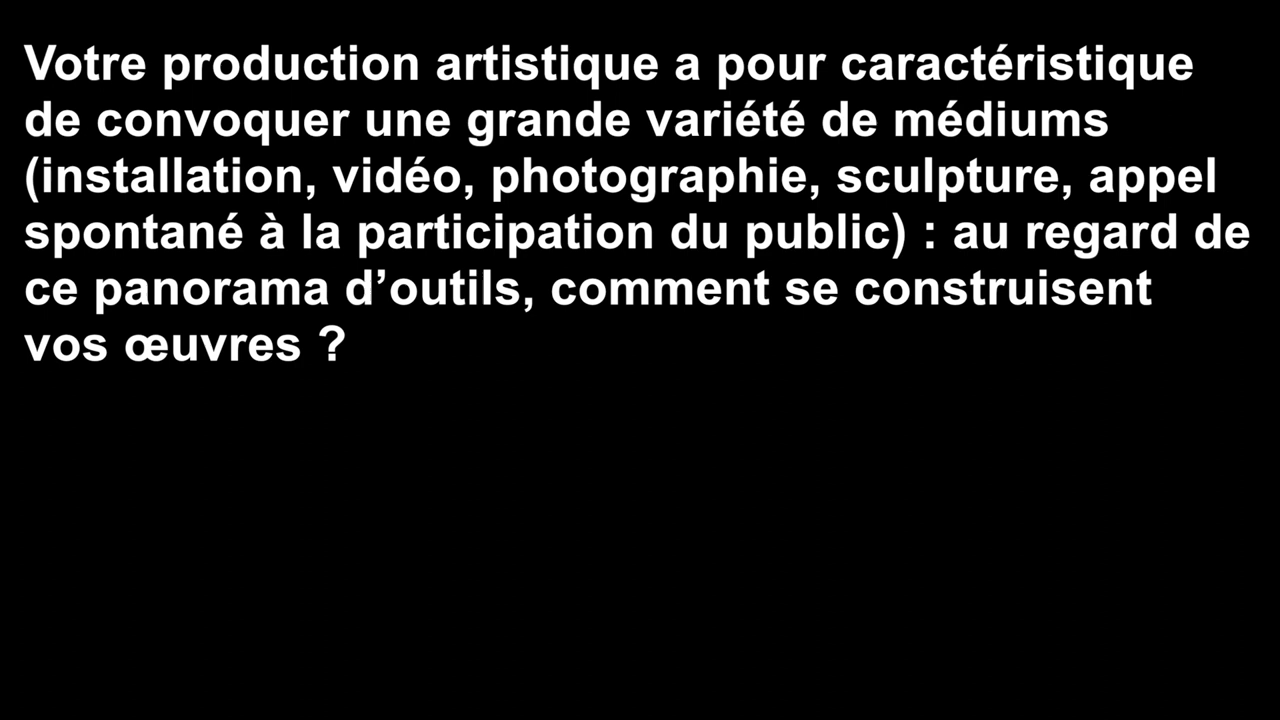 Votre production artistique a pour caractéristique
de convoquer une grande variété de médiums
(installation, vidéo, photographie, sculpture, appel
spontané à la participation du public) : au regard de
ce panorama d’outils, comment se construisent
vos œuvres ?